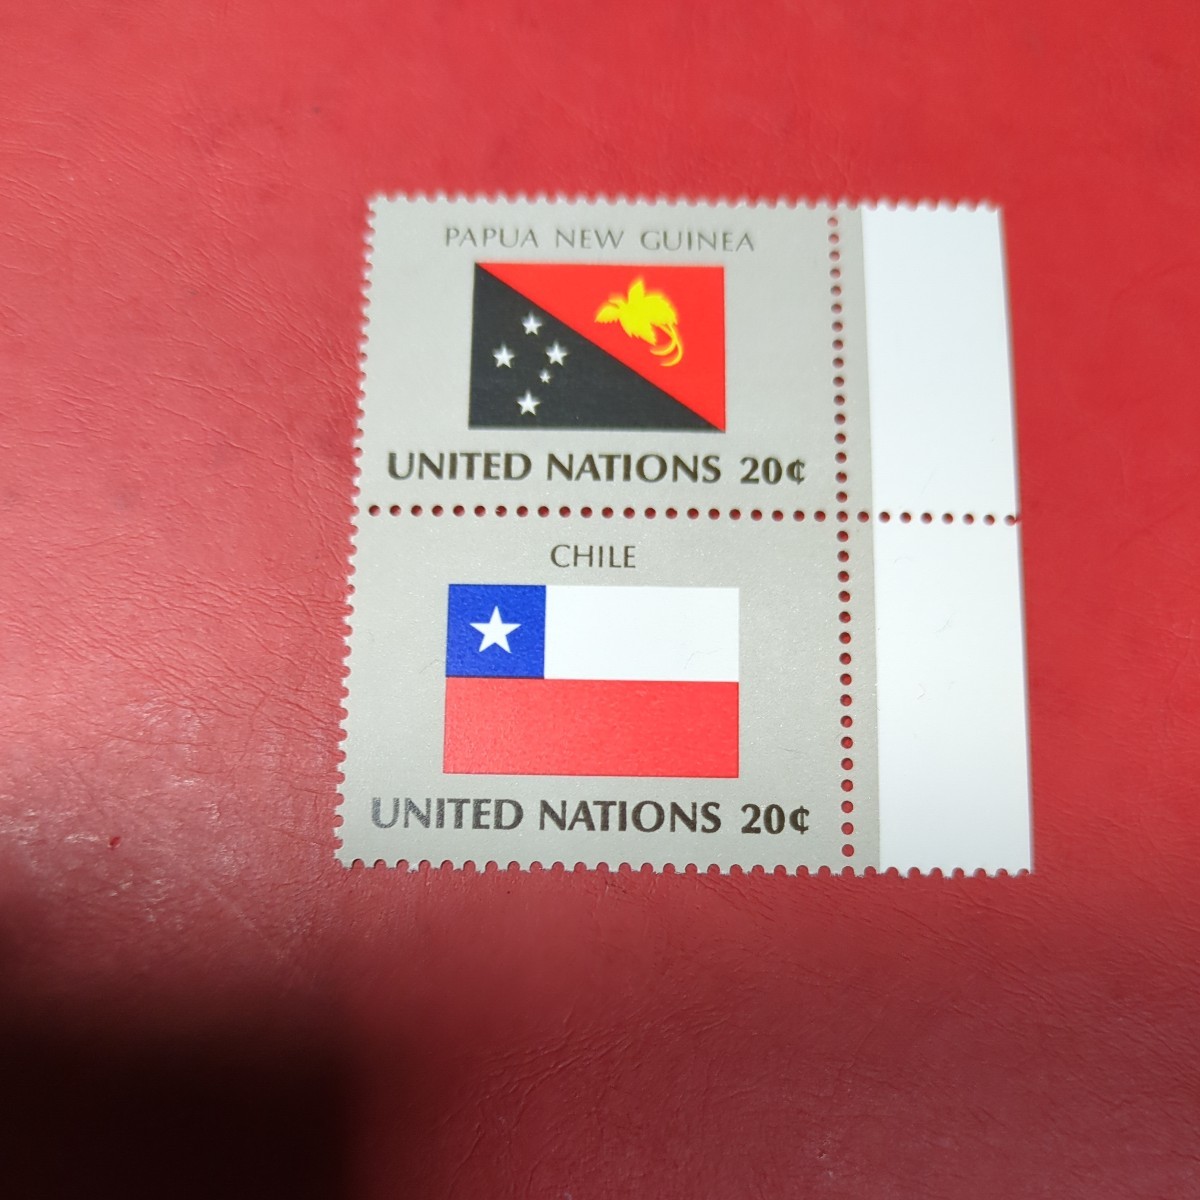 PAPUA NEW GUINEA
UNITED NATIONS 20¢
CHILE
UNITED NATIONS 20¢